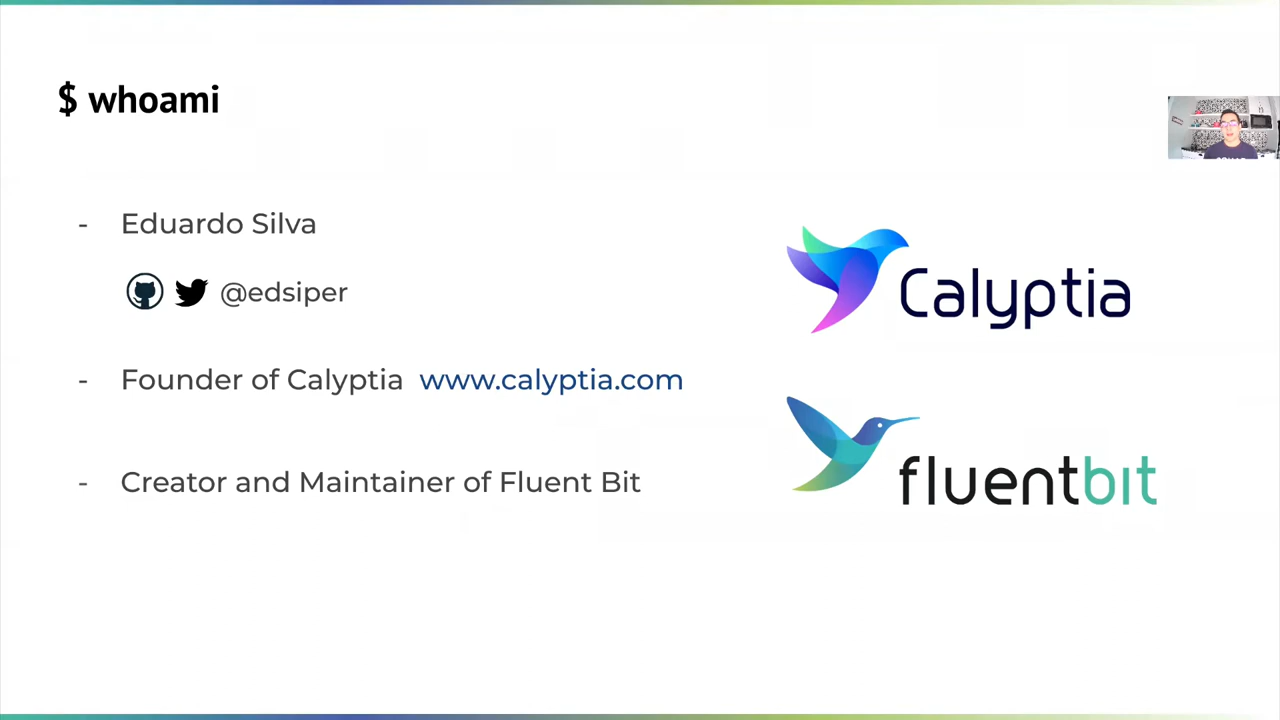 $ whoami
- Eduardo Silva
@edsiper
- Founder of Calyptia www.calyptia.com
- Creator and Maintainer of Fluent Bit
Calyptia
fluentbit